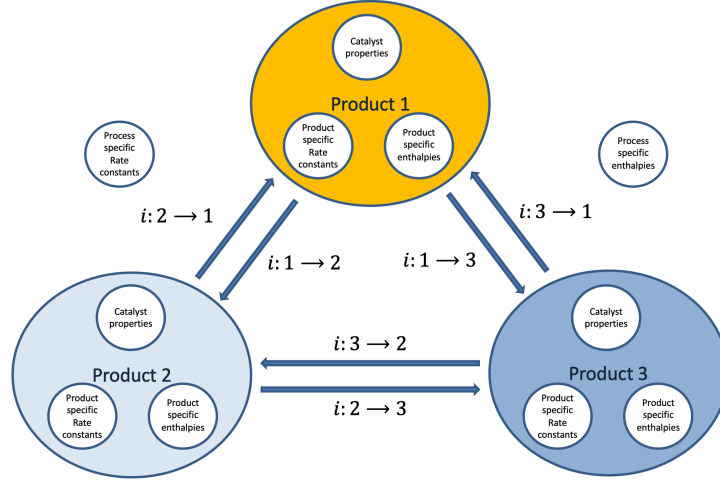 Catalyst
properties
Product 1
Product
specific
Rate
constants
Product
specific
enthalpies
Process
specific
Rate
constants
Process
specific
enthalpies
i: 2 → 1
i: 1 → 2
i: 1 → 3
i: 3 → 1
Catalyst
properties
Product 2
Product
specific
Rate
constants
Product
specific
enthalpies
i: 3 → 2
i: 2 → 3
Catalyst
properties
Product 3
Product
specific
Rate
constants
Product
specific
enthalpies